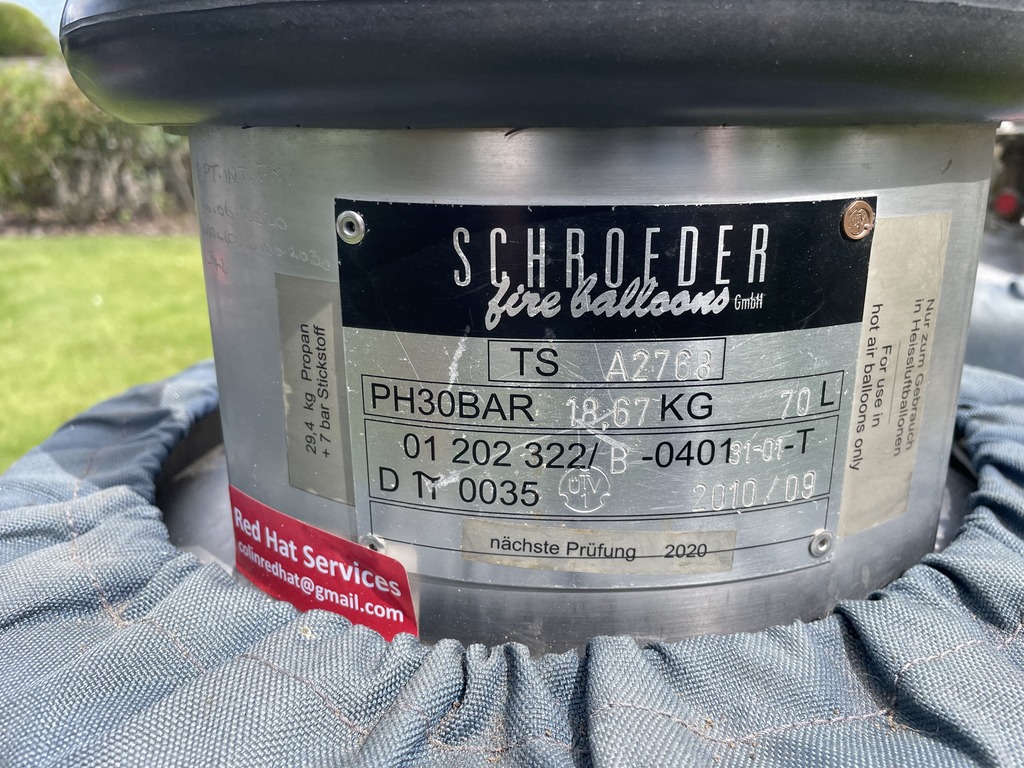 SCHROEDER
fire balloons GmbH
TS A2768
PH30BAR 18,67 KG 70 L
01 202 322/ B -0401 31-01 -T
D π 0035 TÜV 2010/09
nächste Prüfung 2020
29,4 kg Propan
+ 7 bar Stickstoff
Nur zum Gebrauch
in Heissluftballonen
For use in
hot air balloons only
Red Hat Services
colinredhat@gmail.com